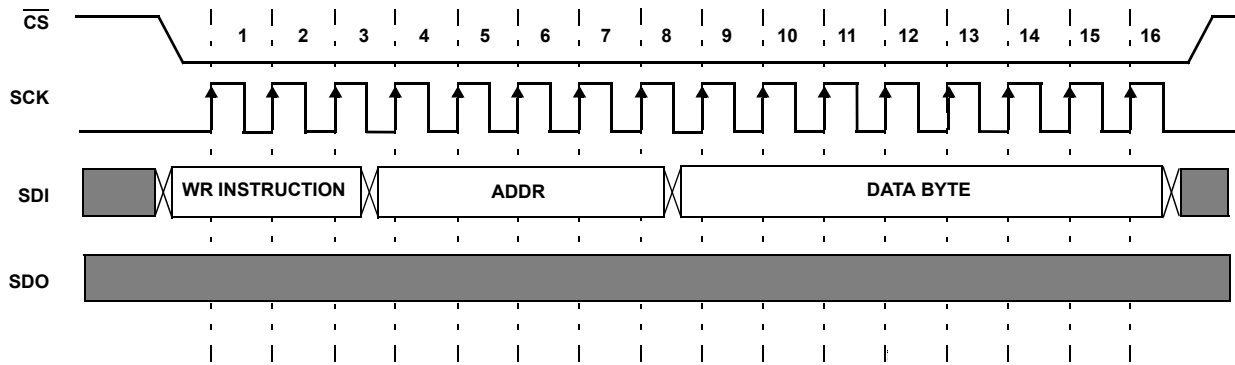 CS
1 2 3 4 5 6 7 8 9 10 11 12 13 14 15 16
SCK
SDI WR INSTRUCTION ADDR DATA BYTE
SDO